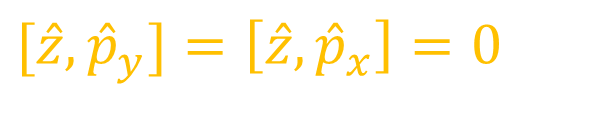 [ẑ, p̂_y] = [ẑ, p̂_x] = 0